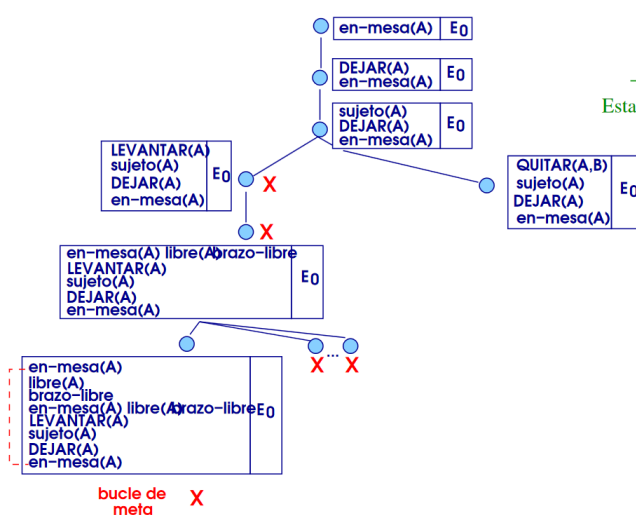 en-mesa(A) E0
DEJAR(A)
en-mesa(A) E0
sujeto(A)
DEJAR(A)
en-mesa(A) E0
Esta
LEVANTAR(A)
sujeto(A)
DEJAR(A)
en-mesa(A) E0
X
QUITAR(A,B)
sujeto(A)
DEJAR(A)
en-mesa(A) E0
X
en-mesa(A) libre(A) brazo-libre
LEVANTAR(A)
sujeto(A)
DEJAR(A)
en-mesa(A) E0
...
X X
en-mesa(A)
libre(A)
brazo-libre
en-mesa(A) libre(A) brazo-libre E0
LEVANTAR(A)
sujeto(A)
DEJAR(A)
en-mesa(A)
bucle de X
meta